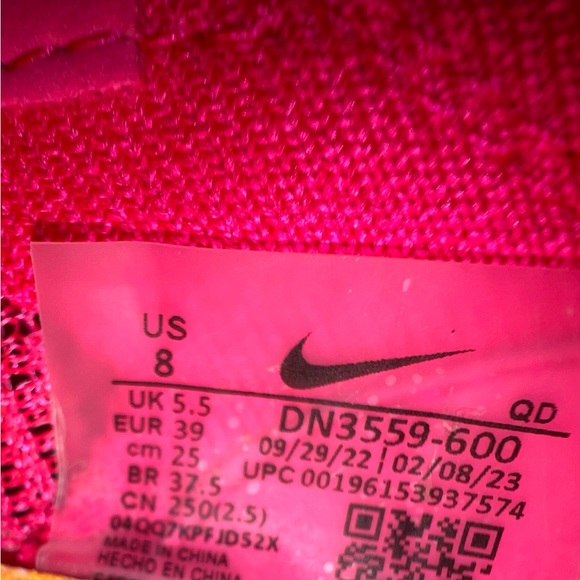 US
8
QD
UK 5.5
EUR 39
cm 25
BR 37.5
CN 250(2.5)
DN3559-600
09/29/22 | 02/08/23
UPC 00196153937574
04QQ7KPFJD52X
MADE IN CHINA
HECHO EN CHINA